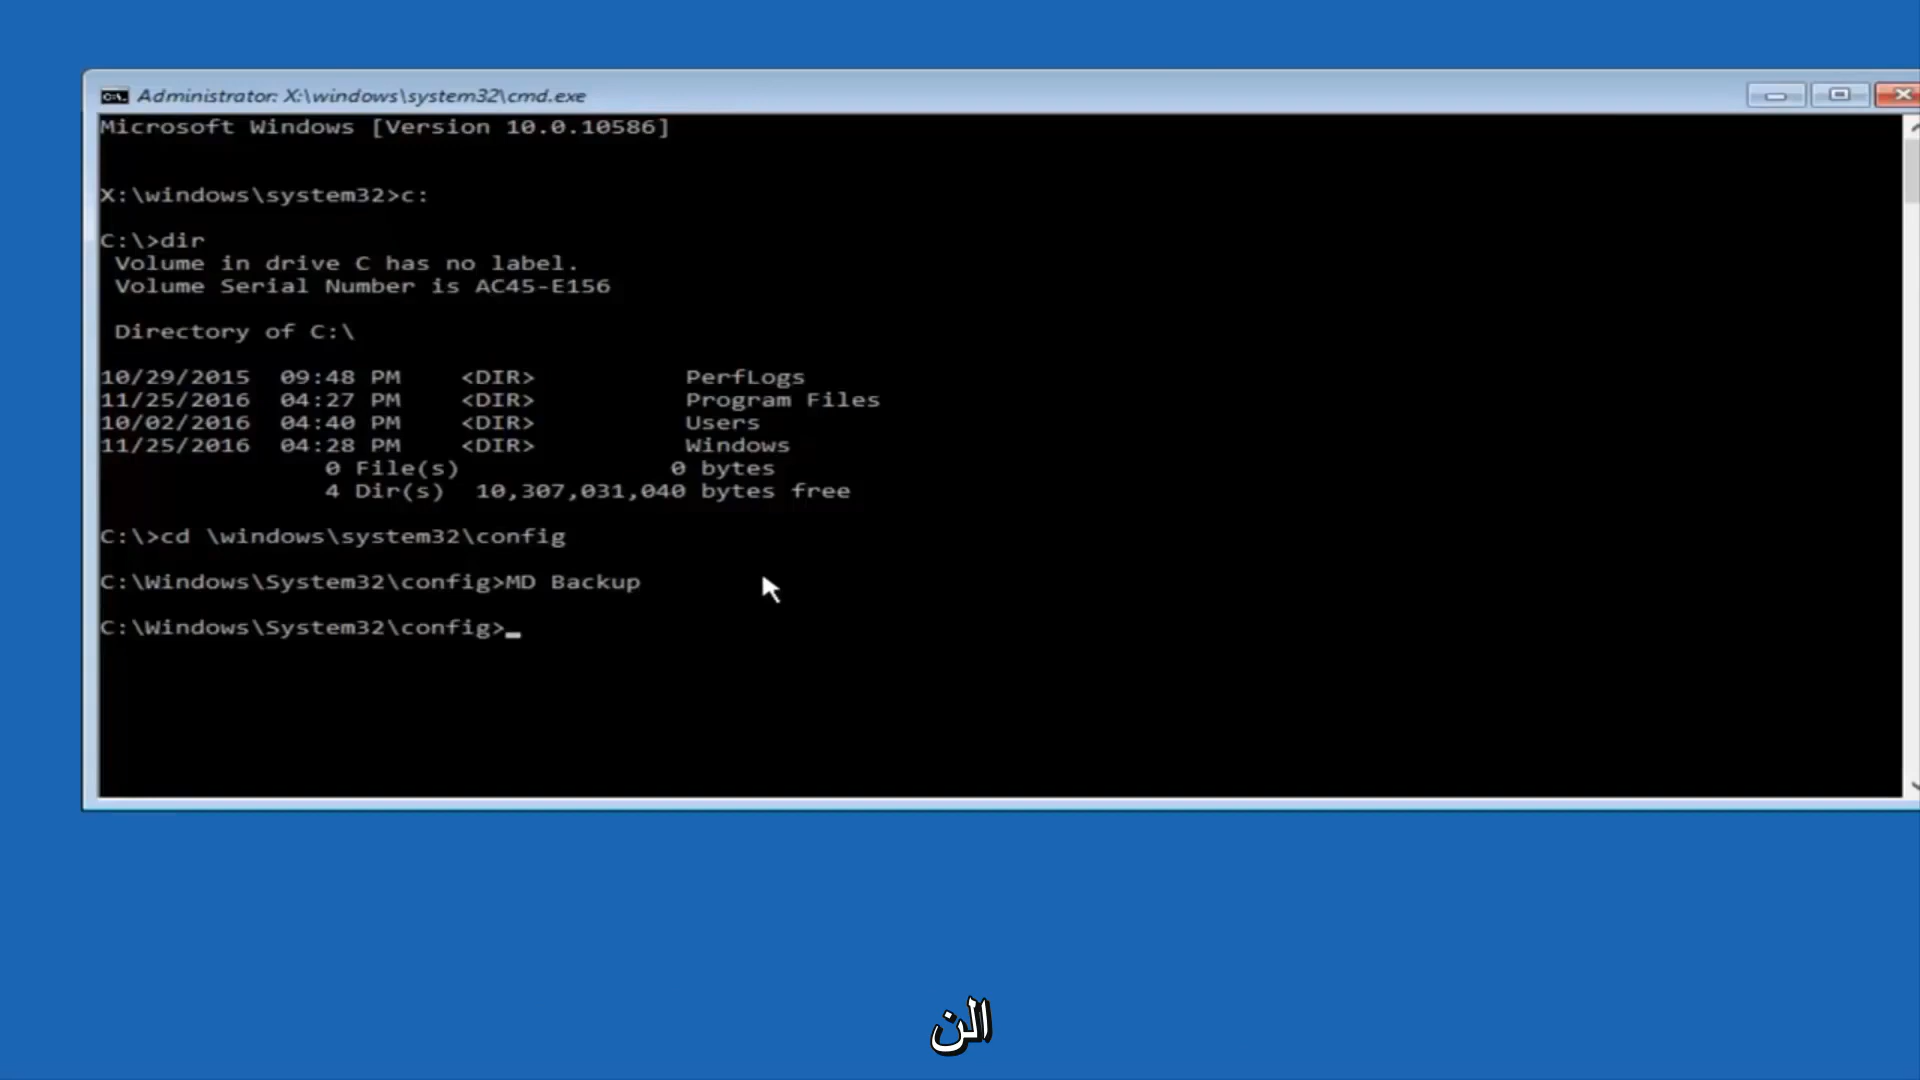 Administrator: X:\windows\system32\cmd.exe
Microsoft Windows [Version 10.0.10586]
X:\windows\system32>c:
C:\>dir
Volume in drive C has no label.
Volume Serial Number is AC45-E156
Directory of C:\
10/29/2015 09:48 PM <DIR> PerfLogs
11/25/2016 04:27 PM <DIR> Program Files
10/02/2016 04:40 PM <DIR> Users
11/25/2016 04:28 PM <DIR> Windows
0 File(s) 0 bytes
4 Dir(s) 10,307,031,040 bytes free
C:\>cd \windows\system32\config
C:\Windows\System32\config>MD Backup
C:\Windows\System32\config>_
الن